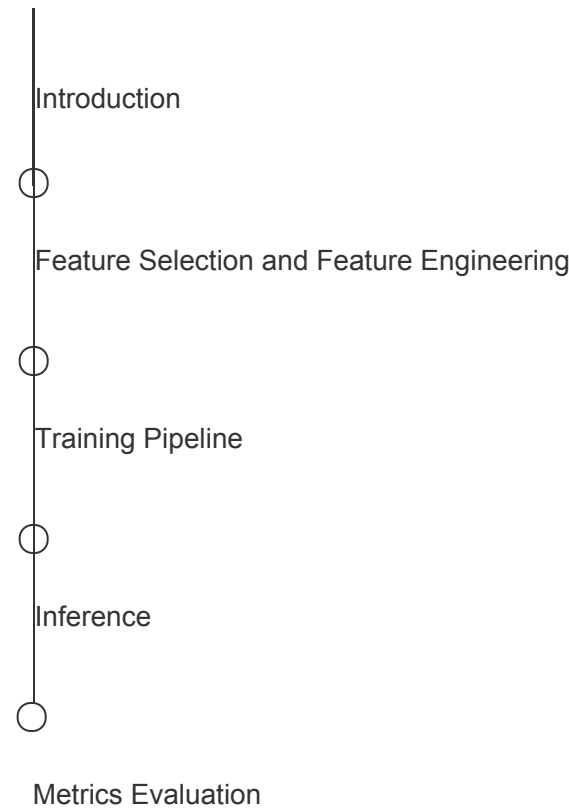 Introduction
Feature Selection and Feature Engineering
Training Pipeline
Inference
Metrics Evaluation